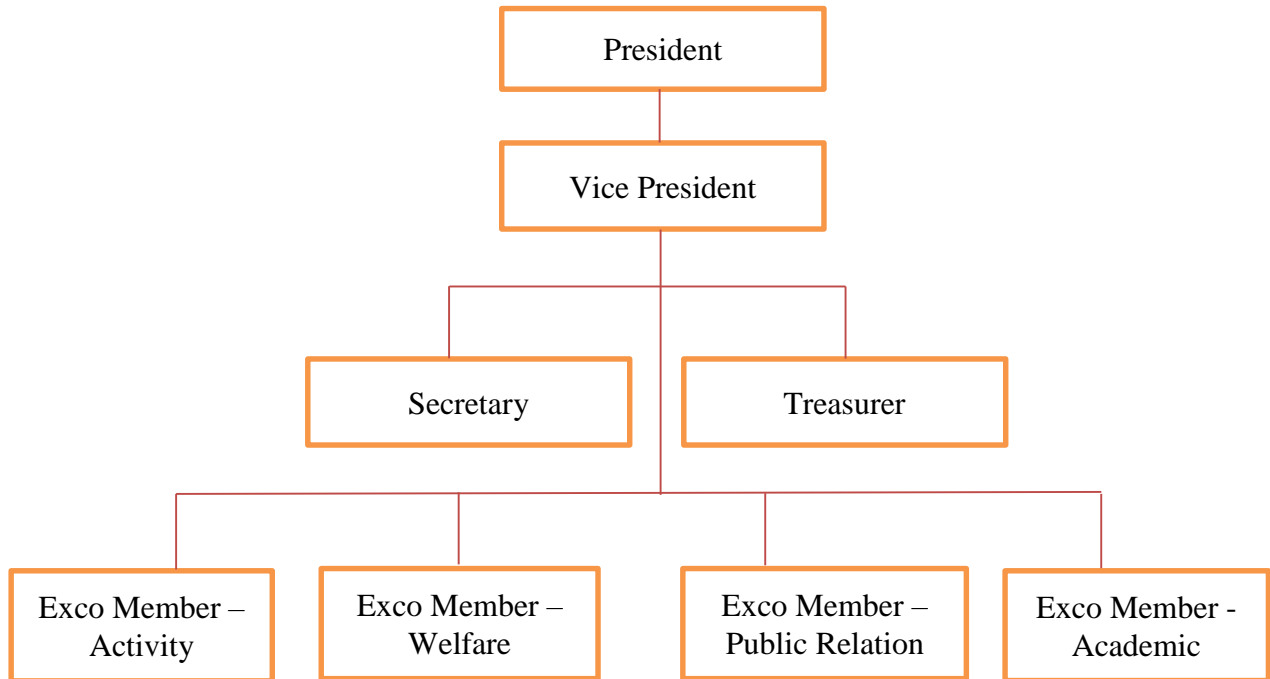 President
Vice President
Secretary
Treasurer
Exco Member –
Activity
Exco Member –
Welfare
Exco Member –
Public Relation
Exco Member -
Academic